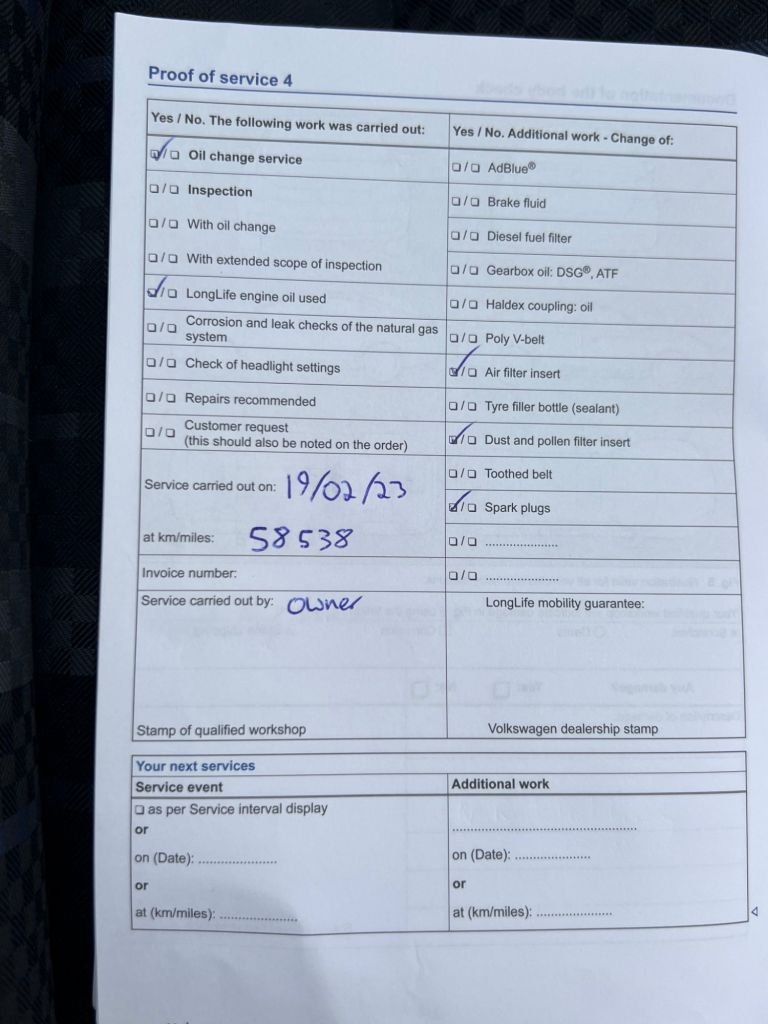 Proof of service 4
Yes / No. The following work was carried out:
☑/☐ Oil change service
☐/☐ Inspection
☐/☐ With oil change
☐/☐ With extended scope of inspection
☑/☐ LongLife engine oil used
☐/☐ Corrosion and leak checks of the natural gas
system
☐/☐ Check of headlight settings
☐/☐ Repairs recommended
☐/☐ Customer request
(this should also be noted on the order)
Service carried out on: 19/02/23
at km/miles: 58538
Invoice number:
Service carried out by: Owner
Stamp of qualified workshop
Yes / No. Additional work - Change of:
☐/☐ AdBlue®
☐/☐ Brake fluid
☐/☐ Diesel fuel filter
☐/☐ Gearbox oil: DSG®, ATF
☐/☐ Haldex coupling: oil
☐/☐ Poly V-belt
☑/☐ Air filter insert
☐/☐ Tyre filler bottle (sealant)
☑/☐ Dust and pollen filter insert
☐/☐ Toothed belt
☑/☐ Spark plugs
☐/☐ ....................
☐/☐ ....................
LongLife mobility guarantee:
Volkswagen dealership stamp
Your next services
Service event
☐ as per Service interval display
or
on (Date): ....................
or
at (km/miles): ....................
Additional work
..................................................
on (Date): ....................
or
at (km/miles): ....................